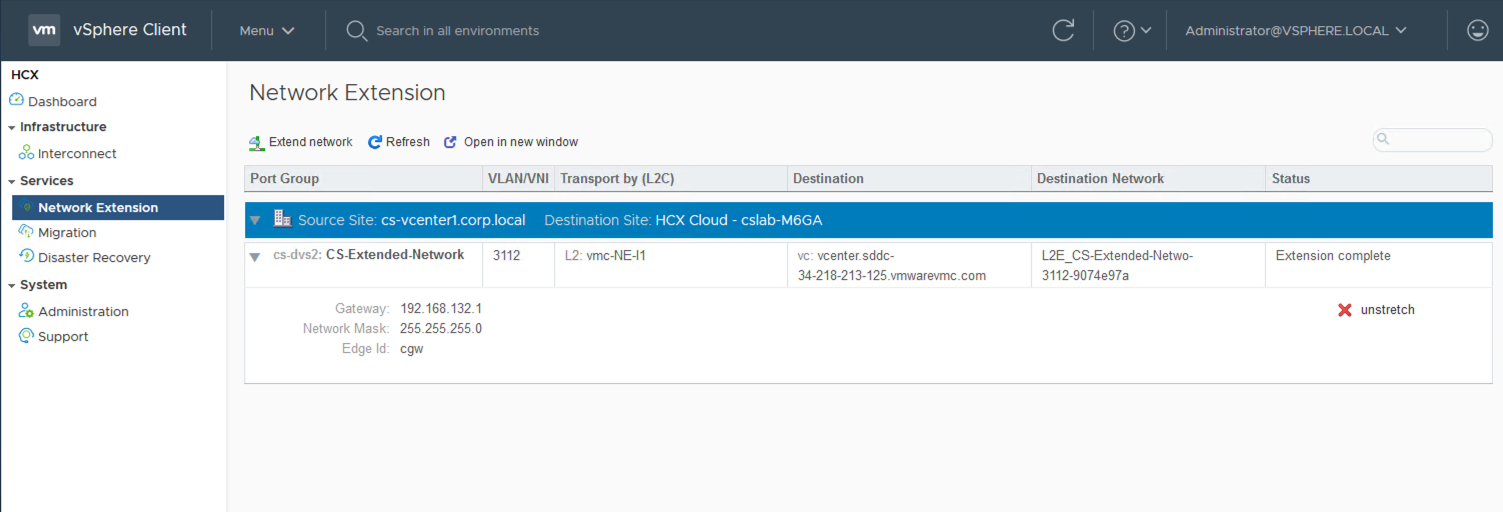 vm vSphere Client Menu Search in all environments Administrator@VSPHERE.LOCAL
HCX
Dashboard
Infrastructure
Interconnect
Services
Network Extension
Migration
Disaster Recovery
System
Administration
Support
Network Extension
Extend network Refresh Open in new window
Port Group VLAN/VNI Transport by (L2C) Destination Destination Network Status
Source Site: cs-vcenter1.corp.local Destination Site: HCX Cloud - cslab-M6GA
cs-dvs2: CS-Extended-Network 3112 L2: vmc-NE-I1 vc: vcenter.sddc- L2E_CS-Extended-Netwo- Extension complete
34-218-213-125.vmwarevmc.com 3112-9074e97a
Gateway: 192.168.132.1 unstretch
Network Mask: 255.255.255.0
Edge Id: cgw